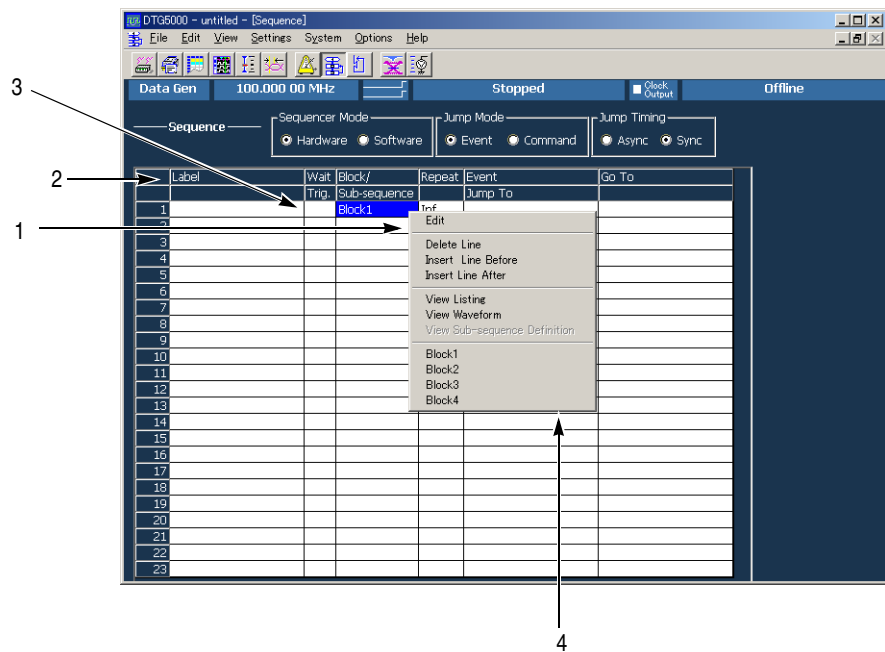 DTG5000 - untitled - [Sequence]
File Edit View Settings System Options Help
Data Gen 100.000 00 MHz Stopped Clock Output Offline
Sequence
Sequencer Mode
Hardware Software
Jump Mode
Event Command
Jump Timing
Async Sync
3
2
1
Label Wait Block/ Repeat Event Go To
Trig. Sub-sequence Jump To
1 Block1 Inf.
2
3
4
5
6
7
8
9
10
11
12
13
14
15
16
17
18
19
20
21
22
23
Edit
Delete Line
Insert Line Before
Insert Line After
View Listing
View Waveform
View Sub-sequence Definition
Block1
Block2
Block3
Block4
4